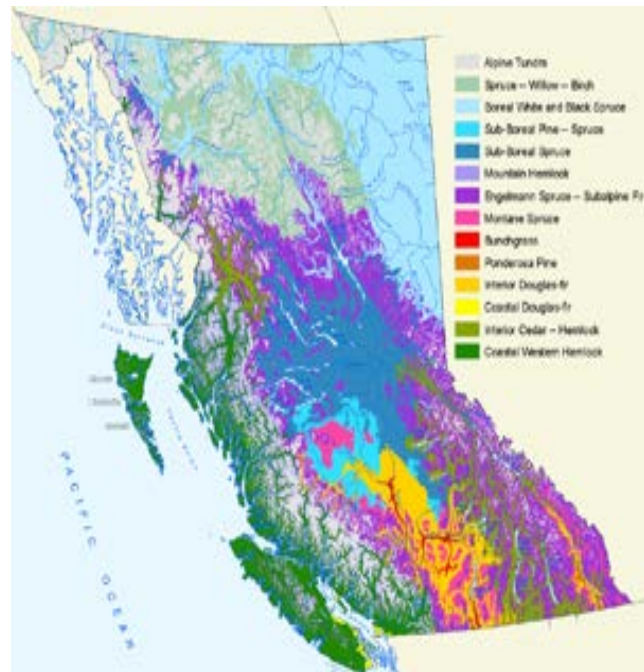 Alpine Tundra
Spruce – Willow – Birch
Boreal White and Black Spruce
Sub-Boreal Pine – Spruce
Sub-Boreal Spruce
Mountain Hemlock
Engelmann Spruce – Subalpine Fir
Montane Spruce
Bunchgrass
Ponderosa Pine
Interior Douglas-fir
Coastal Douglas-fir
Interior Cedar – Hemlock
Coastal Western Hemlock
PACIFIC OCEAN